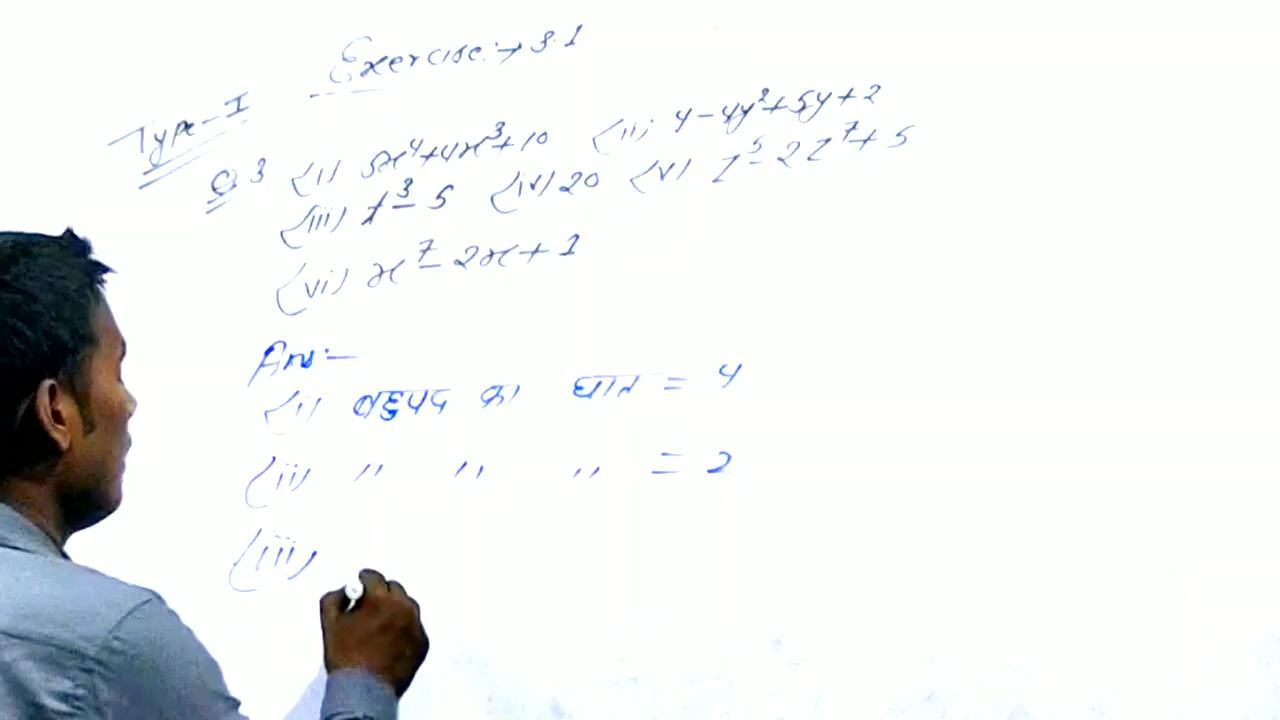 Exercise:→ 3.1
Type-I
Q 3 (i) 5x⁴+4x³+10 (ii) 4-4y²+5y+2
(iii) t³-5 (iv) 20 (v) z⁵-2z⁷+5
(vi) x⁷-2x+1
Ans:-
(i) बहुपद का घात = 4
(ii) " " " = 2
(iii)